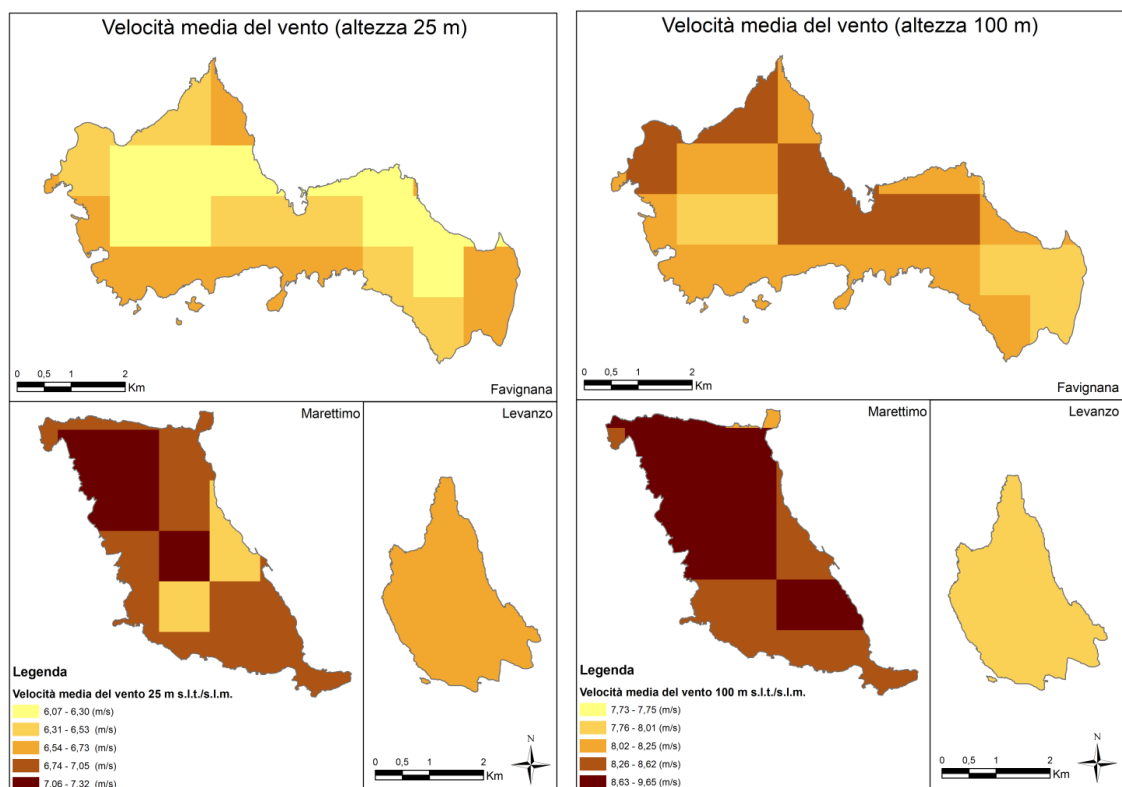 Velocità media del vento (altezza 25 m)
0 0,5 1 2
Km
Favignana
Marettimo
Levanzo
Legenda
Velocità media del vento 25 m s.l.t./s.l.m.
6,07 - 6,30 (m/s)
6,31 - 6,53 (m/s)
6,54 - 6,73 (m/s)
6,74 - 7,05 (m/s)
7,06 - 7,32 (m/s)
0 0,5 1 2
Km
N
Velocità media del vento (altezza 100 m)
0 0,5 1 2
Km
Favignana
Marettimo
Levanzo
Legenda
Velocità media del vento 100 m s.l.t./s.l.m.
7,73 - 7,75 (m/s)
7,76 - 8,01 (m/s)
8,02 - 8,25 (m/s)
8,26 - 8,62 (m/s)
8,63 - 9,65 (m/s)
0 0,5 1 2
Km
N